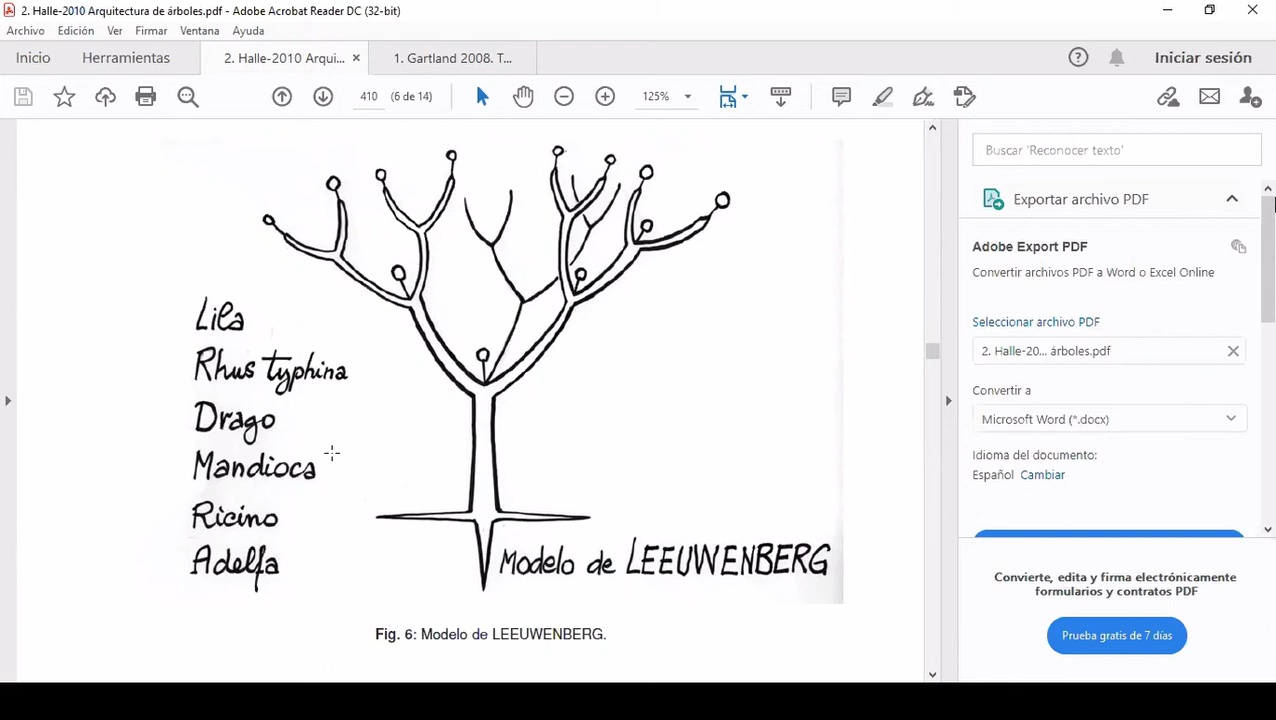 2. Halle-2010 Arquitectura de árboles.pdf - Adobe Acrobat Reader DC (32-bit)
Archivo Edición Ver Firmar Ventana Ayuda
Inicio Herramientas 2. Halle-2010 Arqui... 1. Gartland 2008. T... Iniciar sesión
410 (6 de 14) 125%
Buscar 'Reconocer texto'
Exportar archivo PDF
Adobe Export PDF
Convertir archivos PDF a Word o Excel Online
Seleccionar archivo PDF
2. Halle-20... árboles.pdf
Convertir a
Microsoft Word (*.docx)
Idioma del documento:
Español Cambiar
Convierte, edita y firma electrónicamente
formularios y contratos PDF
Prueba gratis de 7 días
Lila
Rhus typhina
Drago
Mandioca
Ricino
Adelfa
Modelo de LEEUWENBERG
Fig. 6: Modelo de LEEUWENBERG.